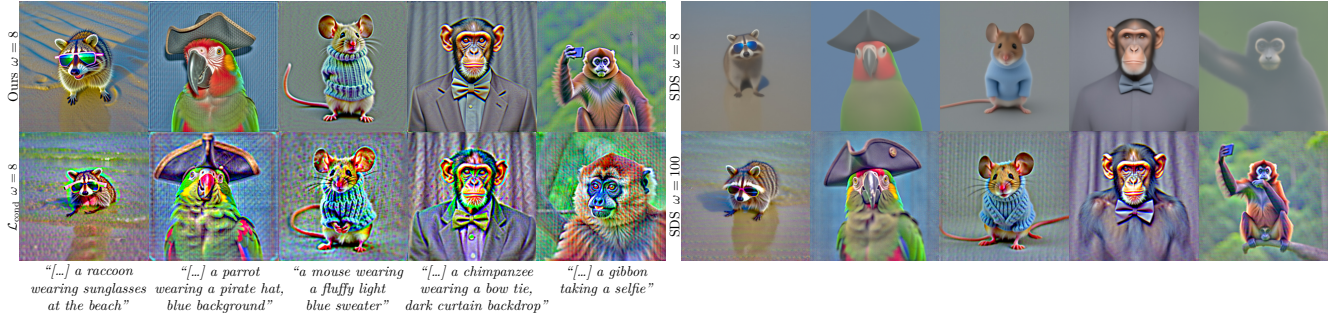 Ours ω = 8
ℒcond ω = 8
SDS ω = 8
SDS ω = 100
“[...] a raccoon
wearing sunglasses
at the beach”
“[...] a parrot
wearing a pirate hat,
blue background”
“a mouse wearing
a fluffy light
blue sweater”
“[...] a chimpanzee
wearing a bow tie,
dark curtain backdrop”
“[...] a gibbon
taking a selfie”